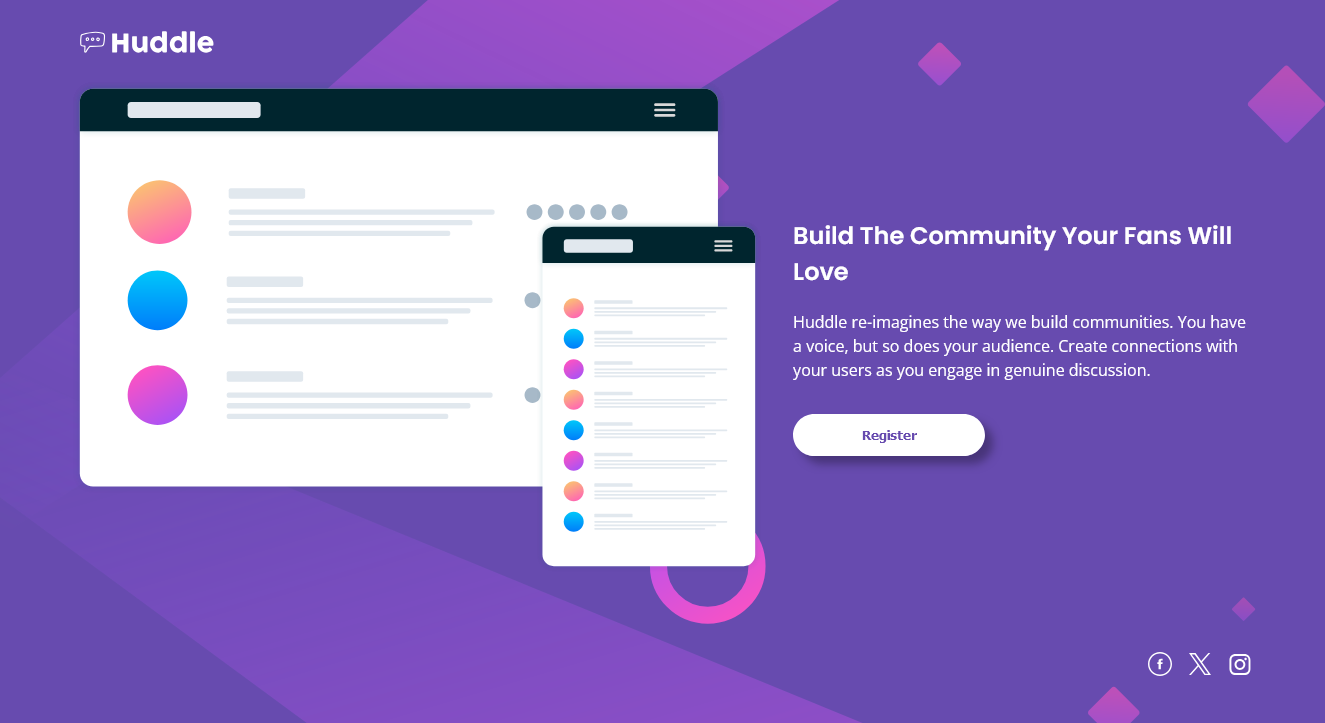 Huddle
Build The Community Your Fans Will
Love
Huddle re-imagines the way we build communities. You have
a voice, but so does your audience. Create connections with
your users as you engage in genuine discussion.
Register